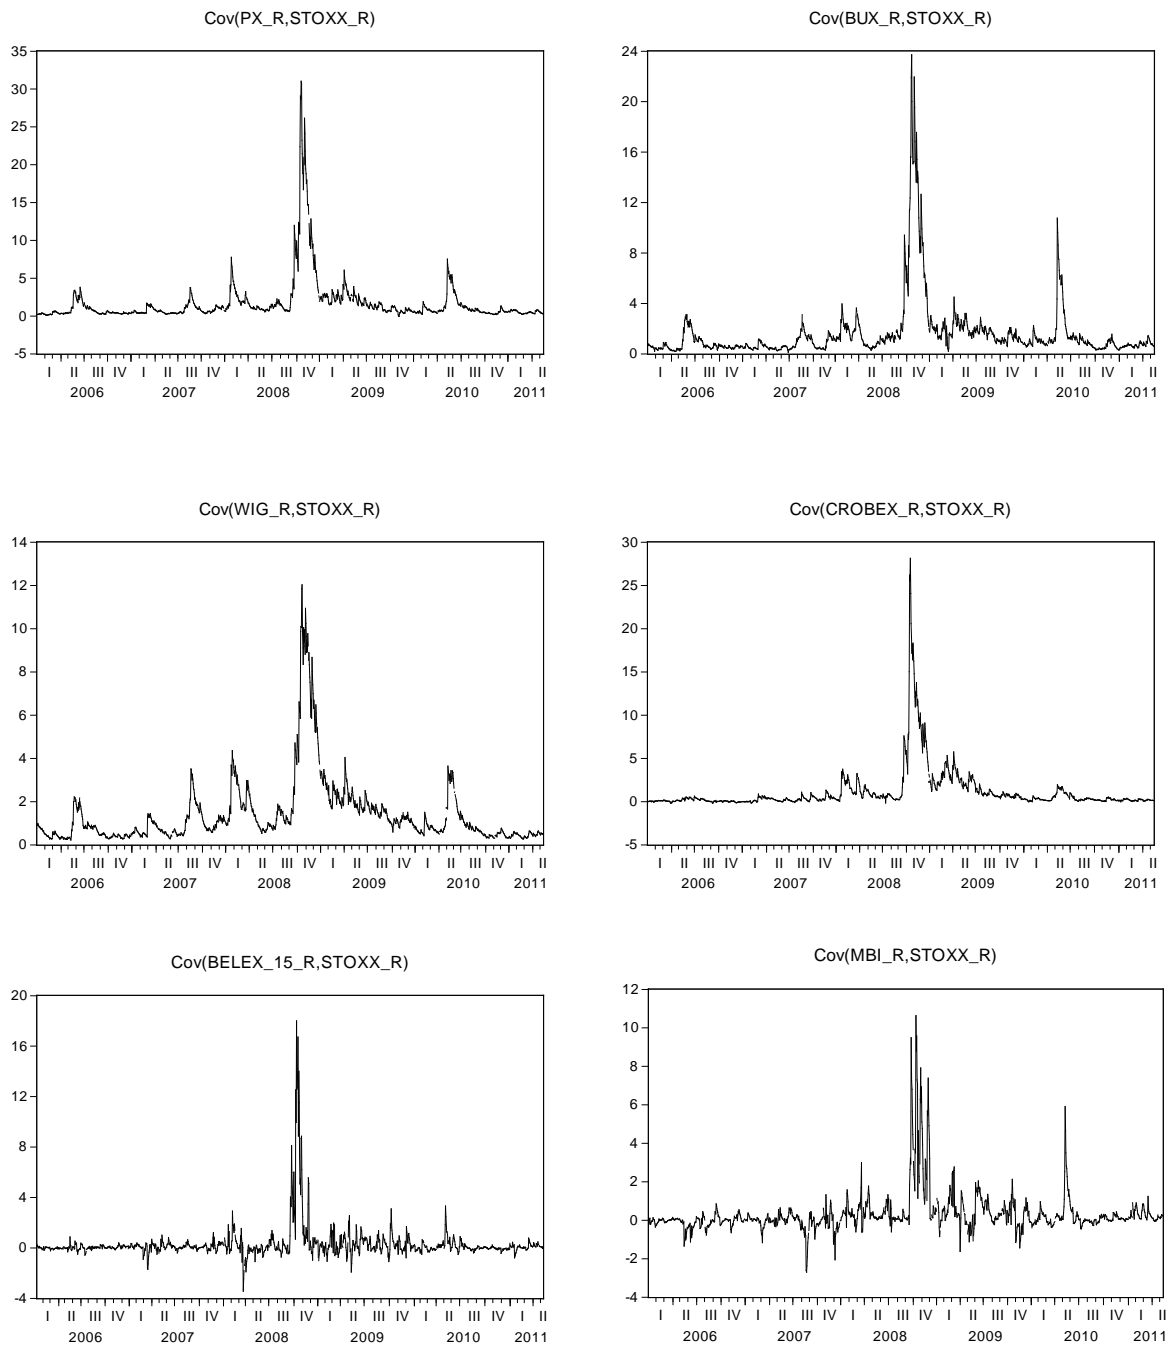 Cov(PX_R,STOXX_R)
35
30
25
20
15
10
5
0
-5
I II III IV I II III IV I II III IV I II III IV I II III IV I II
2006 2007 2008 2009 2010 2011
Cov(BUX_R,STOXX_R)
24
20
16
12
8
4
0
I II III IV I II III IV I II III IV I II III IV I II III IV I II
2006 2007 2008 2009 2010 2011
Cov(WIG_R,STOXX_R)
14
12
10
8
6
4
2
0
I II III IV I II III IV I II III IV I II III IV I II III IV I II
2006 2007 2008 2009 2010 2011
Cov(CROBEX_R,STOXX_R)
30
25
20
15
10
5
0
-5
I II III IV I II III IV I II III IV I II III IV I II III IV I II
2006 2007 2008 2009 2010 2011
Cov(BELEX_15_R,STOXX_R)
20
16
12
8
4
0
-4
I II III IV I II III IV I II III IV I II III IV I II III IV I II
2006 2007 2008 2009 2010 2011
Cov(MBI_R,STOXX_R)
12
10
8
6
4
2
0
-2
-4
I II III IV I II III IV I II III IV I II III IV I II III IV I II
2006 2007 2008 2009 2010 2011